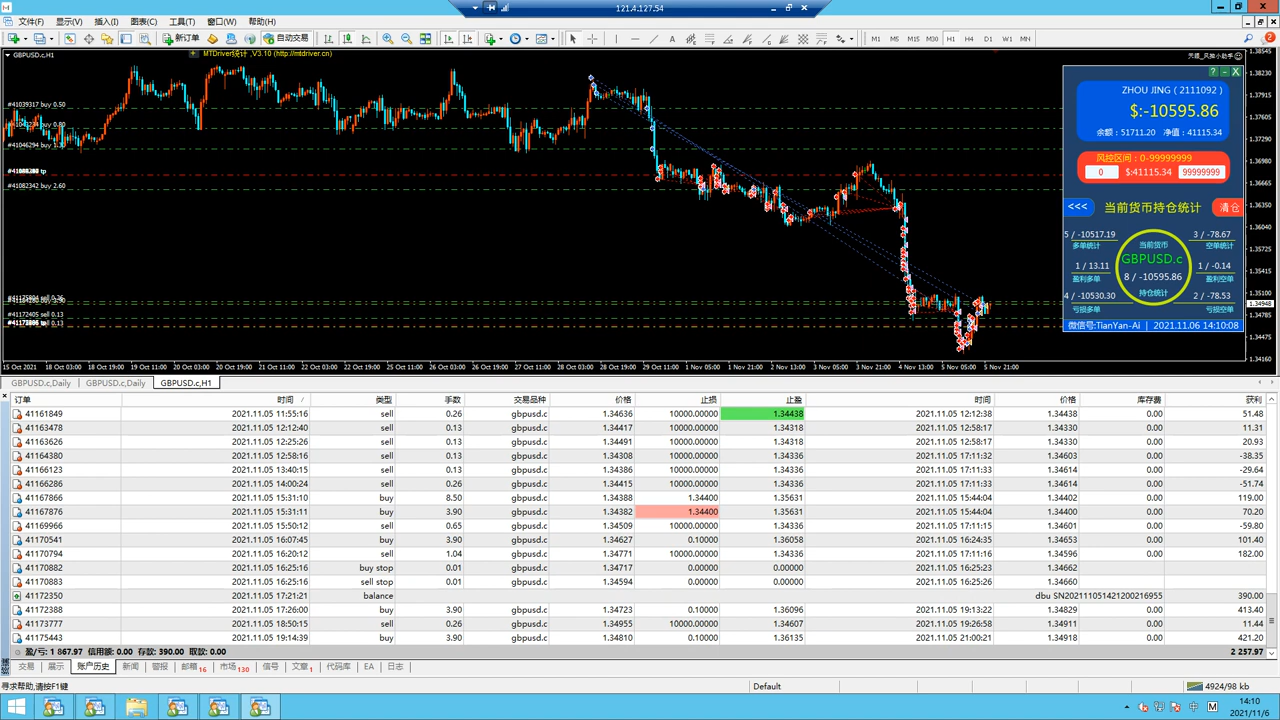 121.4.127.54
文件(F) 显示(V) 插入(I) 图表(C) 工具(T) 窗口(W) 帮助(H)
新订单 自动交易 M1 M5 M15 M30 H1 H4 D1 W1 MN 2
GBPUSD.c,H1 MTDriver统计 ,V3.10 (http://mtdriver.cn)
#41039317 buy 0.50
#41046294 buy 1.30
#41082342 buy 2.60
#41172405 sell 0.13
1.38545
1.38230
1.37915
1.37605
1.37290
1.36980
1.36665
1.36350
1.36040
1.35725
1.35415
1.35100
1.34948
1.34785
1.34475
1.34160
ZHOU JING ( 2111092 )
$:-10595.86
余额：51711.20 净值：41115.34
风控区间：0-99999999
0 $:41115.34 99999999
<<< 当前货币持仓统计 清仓
5 / -10517.19 3 / -78.67
多单统计 当前货币 空单统计
GBPUSD.c
1 / 13.11 1 / -0.14
盈利多单 8 / -10595.86 盈利空单
4 / -10530.30 持仓统计 2 / -78.53
亏损多单 亏损空单
微信号:TianYan-Ai | 2021.11.06 14:10:08
15 Oct 2021 18 Oct 03:00 18 Oct 19:00 19 Oct 11:00 20 Oct 03:00 20 Oct 19:00 21 Oct 11:00 22 Oct 03:00 22 Oct 19:00 25 Oct 11:00 26 Oct 03:00 26 Oct 19:00 27 Oct 11:00 28 Oct 03:00 28 Oct 19:00 29 Oct 11:00 1 Nov 03:00 1 Nov 19:00 2 Nov 13:00 3 Nov 05:00 3 Nov 21:00 4 Nov 13:00 5 Nov 05:00 5 Nov 21:00
GBPUSD.c,Daily GBPUSD.c,Daily GBPUSD.c,H1
订单 时间 / 类型 手数 交易品种 价格 止损 止盈 时间 价格 库存费 获利
41161849 2021.11.05 11:55:16 sell 0.26 gbpusd.c 1.34636 10000.00000 1.34438 2021.11.05 12:12:38 1.34438 0.00 51.48
41163478 2021.11.05 12:12:40 sell 0.13 gbpusd.c 1.34417 10000.00000 1.34318 2021.11.05 12:58:17 1.34330 0.00 11.31
41163626 2021.11.05 12:25:26 sell 0.13 gbpusd.c 1.34491 10000.00000 1.34318 2021.11.05 12:58:17 1.34330 0.00 20.93
41164380 2021.11.05 12:58:16 sell 0.13 gbpusd.c 1.34308 10000.00000 1.34336 2021.11.05 17:11:32 1.34603 0.00 -38.35
41166123 2021.11.05 13:40:15 sell 0.13 gbpusd.c 1.34386 10000.00000 1.34336 2021.11.05 17:11:33 1.34614 0.00 -29.64
41166286 2021.11.05 14:00:24 sell 0.26 gbpusd.c 1.34415 10000.00000 1.34336 2021.11.05 17:11:33 1.34614 0.00 -51.74
41167866 2021.11.05 15:31:10 buy 8.50 gbpusd.c 1.34388 1.34400 1.35631 2021.11.05 15:44:04 1.34402 0.00 119.00
41167876 2021.11.05 15:31:11 buy 3.90 gbpusd.c 1.34382 1.34400 1.35631 2021.11.05 15:44:04 1.34400 0.00 70.20
41169966 2021.11.05 15:50:12 sell 0.65 gbpusd.c 1.34509 10000.00000 1.34336 2021.11.05 17:11:15 1.34601 0.00 -59.80
41170541 2021.11.05 16:07:45 buy 3.90 gbpusd.c 1.34627 0.10000 1.36058 2021.11.05 16:24:35 1.34653 0.00 101.40
41170794 2021.11.05 16:20:12 sell 1.04 gbpusd.c 1.34771 10000.00000 1.34336 2021.11.05 17:11:16 1.34596 0.00 182.00
41170882 2021.11.05 16:25:16 buy stop 0.01 gbpusd.c 1.34717 0.00000 0.00000 2021.11.05 16:25:23 1.34662
41170883 2021.11.05 16:25:16 sell stop 0.01 gbpusd.c 1.34594 0.00000 0.00000 2021.11.05 16:25:26 1.34660
41172350 2021.11.05 17:21:21 balance dbu SN2021110514212002​16955 390.00
41172388 2021.11.05 17:26:00 buy 3.90 gbpusd.c 1.34723 0.10000 1.36096 2021.11.05 19:13:22 1.34829 0.00 413.40
41173777 2021.11.05 18:50:15 sell 0.26 gbpusd.c 1.34955 10000.00000 1.34607 2021.11.05 19:26:58 1.34911 0.00 11.44
41175443 2021.11.05 19:14:39 buy 3.90 gbpusd.c 1.34810 0.10000 1.36135 2021.11.05 21:00:21 1.34918 0.00 421.20
盈/亏: 1 867.97 信用额: 0.00 存款: 390.00 取款: 0.00 2 257.97
交易 展示 账户历史 新闻 警报 邮箱16 市场130 信号 文章1 代码库 EA 日志
寻求帮助,请按F1键 Default 4924/98 kb
中 M 14:10
2021/11/6